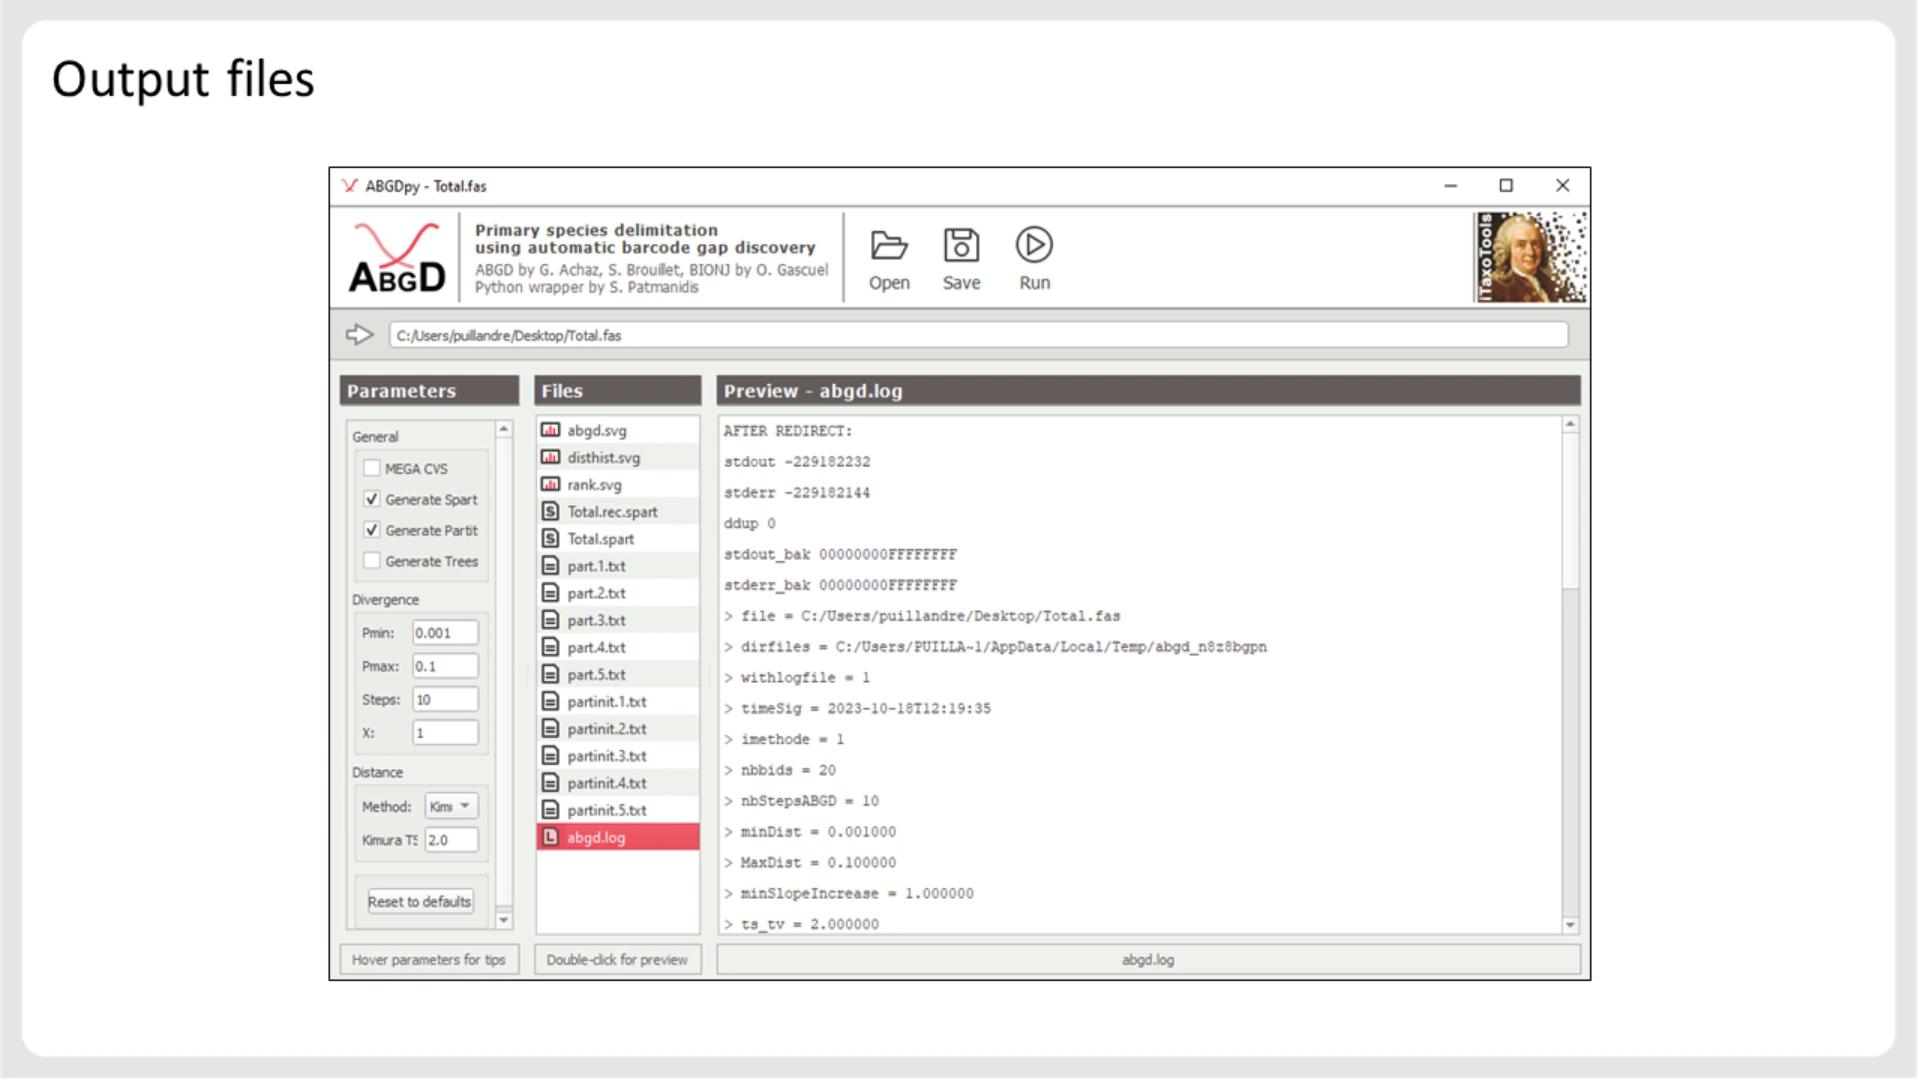 Output files
ABGDpy - Total.fas
ABGD
Primary species delimitation
using automatic barcode gap discovery
ABGD by G. Achaz, S. Brouillet, BIONJ by O. Gascuel
Python wrapper by S. Patmanidis
Open
Save
Run
iTaxoTools
C:/Users/puillandre/Desktop/Total.fas
Parameters
General
MEGA CVS
Generate Spart
Generate Partit
Generate Trees
Divergence
Pmin: 0.001
Pmax: 0.1
Steps: 10
X: 1
Distance
Method: Kim
Kimura TS 2.0
Reset to defaults
Hover parameters for tips
Files
abgd.svg
disthist.svg
rank.svg
Total.rec.spart
Total.spart
part.1.txt
part.2.txt
part.3.txt
part.4.txt
part.5.txt
partinit.1.txt
partinit.2.txt
partinit.3.txt
partinit.4.txt
partinit.5.txt
abgd.log
Double-click for preview
Preview - abgd.log
AFTER REDIRECT:
stdout -229182232
stderr -229182144
ddup 0
stdout_bak 00000000FFFFFFFF
stderr_bak 00000000FFFFFFFF
> file = C:/Users/puillandre/Desktop/Total.fas
> dirfiles = C:/Users/PUILLA~1/AppData/Local/Temp/abgd_n8z8bgpn
> withlogfile = 1
> timeSig = 2023-10-18T12:19:35
> imethode = 1
> nbbids = 20
> nbStepsABGD = 10
> minDist = 0.001000
> MaxDist = 0.100000
> minSlopeIncrease = 1.000000
> ts_tv = 2.000000
abgd.log